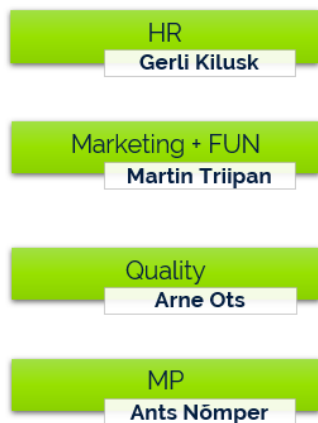 HR
Gerli Kilusk
Marketing + FUN
Martin Triipan
Quality
Arne Ots
MP
Ants Nõmper